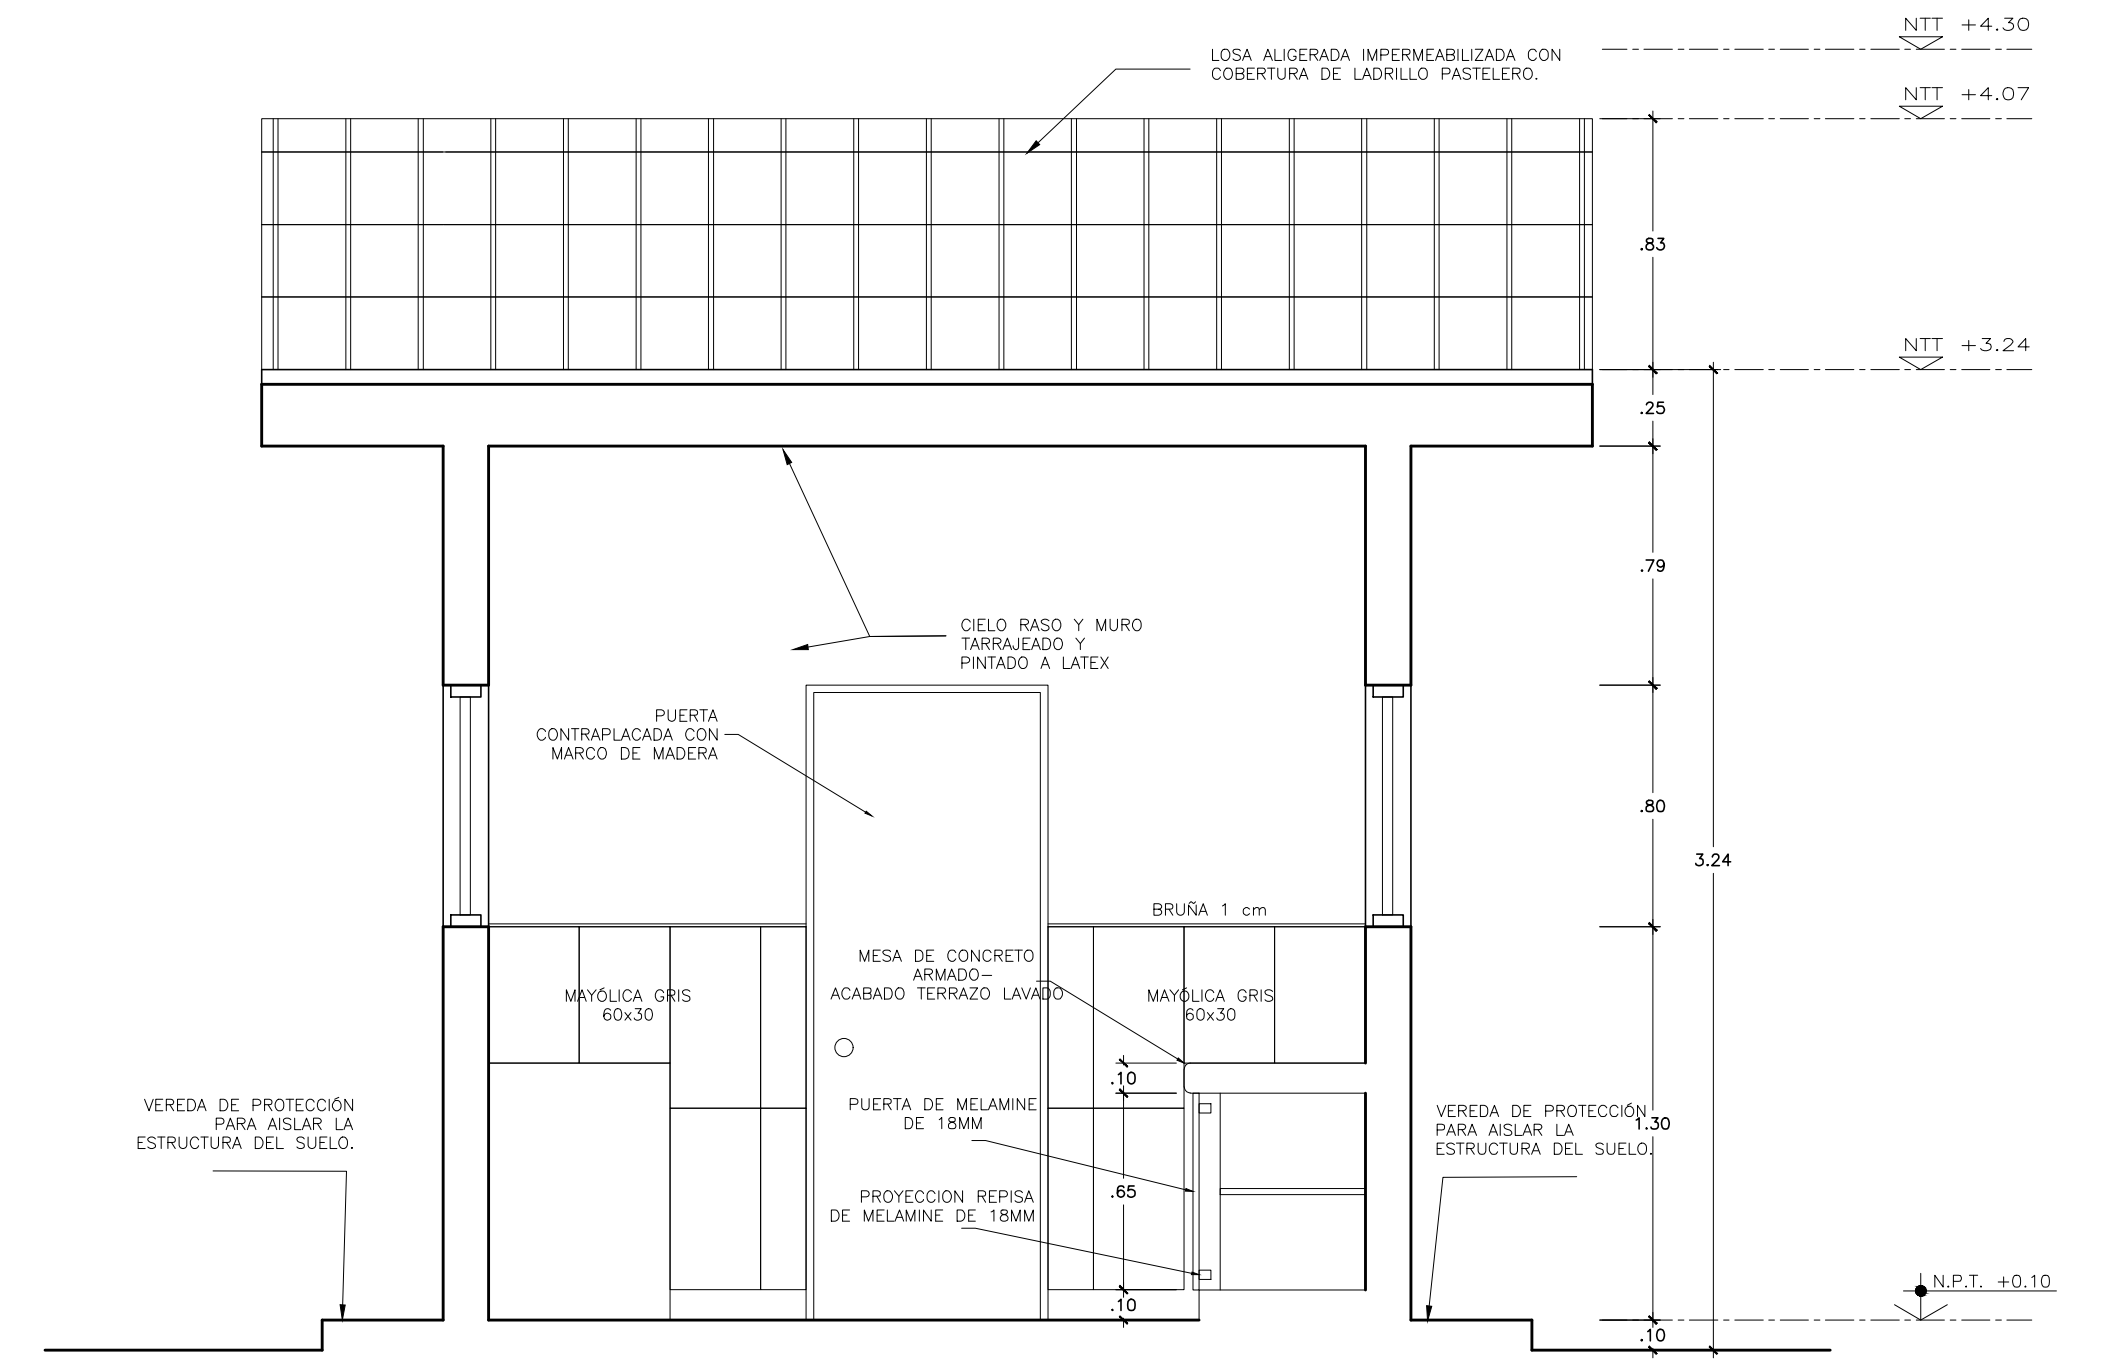 NTT +4.30
LOSA ALIGERADA IMPERMEABILIZADA CON
COBERTURA DE LADRILLO PASTELERO.
NTT +4.07
.83
NTT +3.24
.25
.79
CIELO RASO Y MURO
TARRAJEADO Y
PINTADO A LATEX
PUERTA
CONTRAPLACADA CON
MARCO DE MADERA
.80
3.24
BRUÑA 1 cm
MESA DE CONCRETO
ARMADO-
ACABADO TERRAZO LAVADO
MAYÓLICA GRIS
60x30
MAYÓLICA GRIS
60x30
.10
VEREDA DE PROTECCIÓN
PARA AISLAR LA
ESTRUCTURA DEL SUELO.
PUERTA DE MELAMINE
DE 18MM
VEREDA DE PROTECCIÓN
PARA AISLAR LA
ESTRUCTURA DEL SUELO.
1.30
.65
PROYECCION REPISA
DE MELAMINE DE 18MM
.10
N.P.T. +0.10
.10